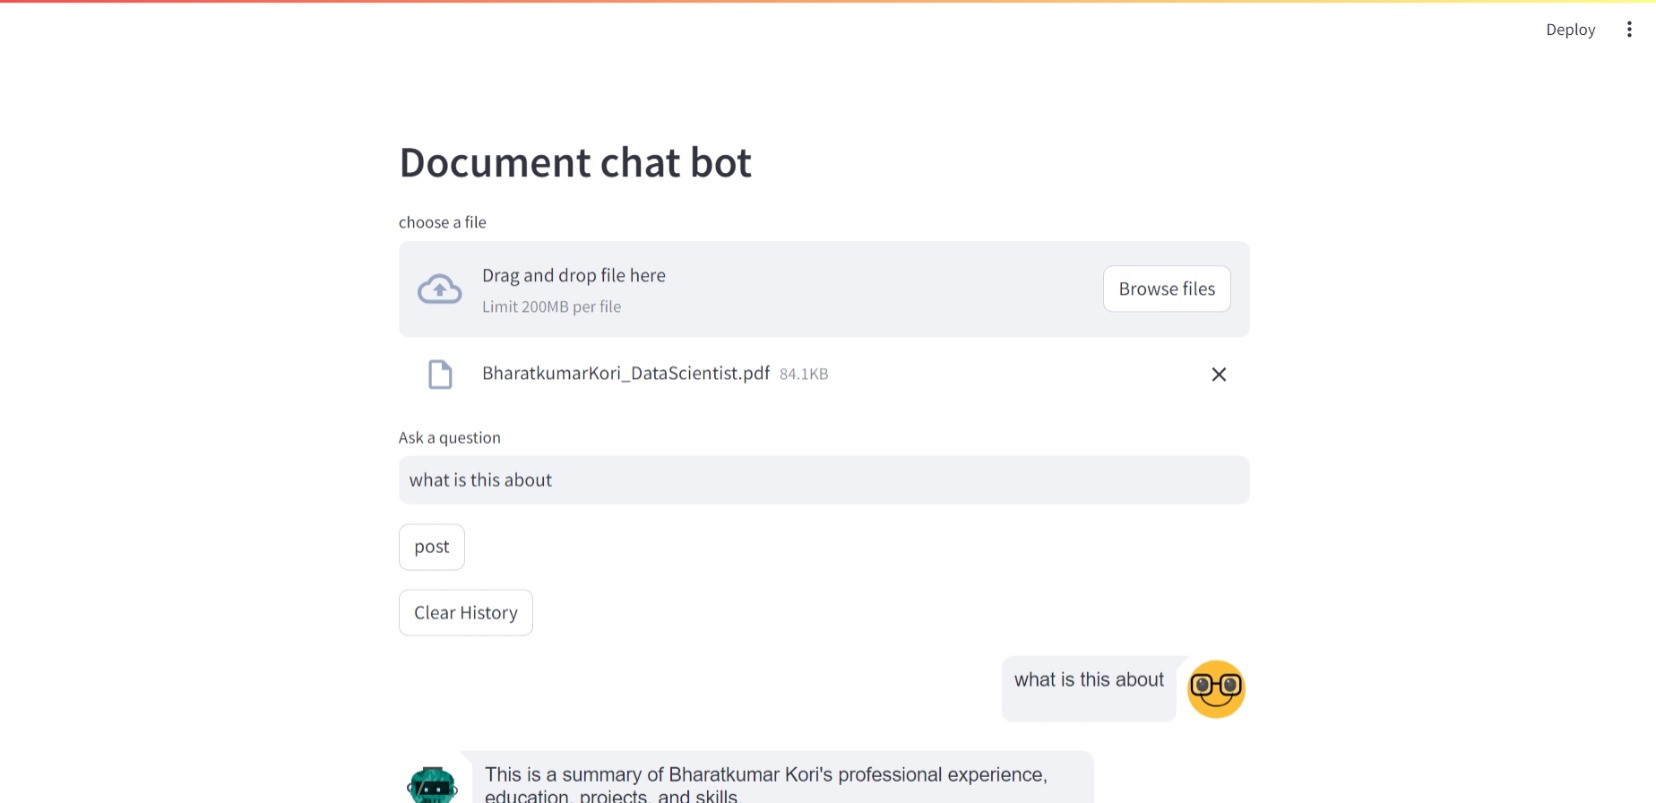 Deploy
Document chat bot
choose a file
Drag and drop file here
Limit 200MB per file
Browse files
BharatkumarKori_DataScientist.pdf 84.1KB
Ask a question
what is this about
post
Clear History
what is this about
This is a summary of Bharatkumar Kori's professional experience,
education, projects, and skills.